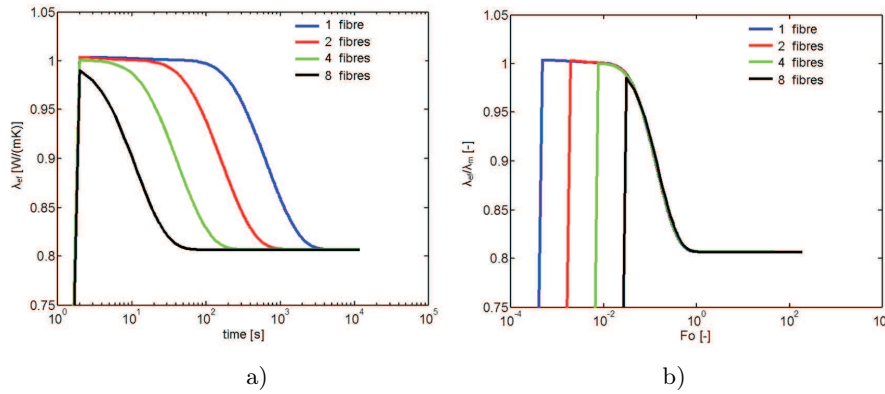 1.05
1
0.95
0.9
0.85
0.8
0.75
λef [W/(mK)]
1 fibre
2 fibres
4 fibres
8 fibres
10^0 10^1 10^2 10^3 10^4 10^5
time [s]
a)
1.05
1
0.95
0.9
0.85
0.8
0.75
λef/λm [-]
1 fibre
2 fibres
4 fibres
8 fibres
10^-4 10^-2 10^0 10^2 10^4
Fo [-]
b)